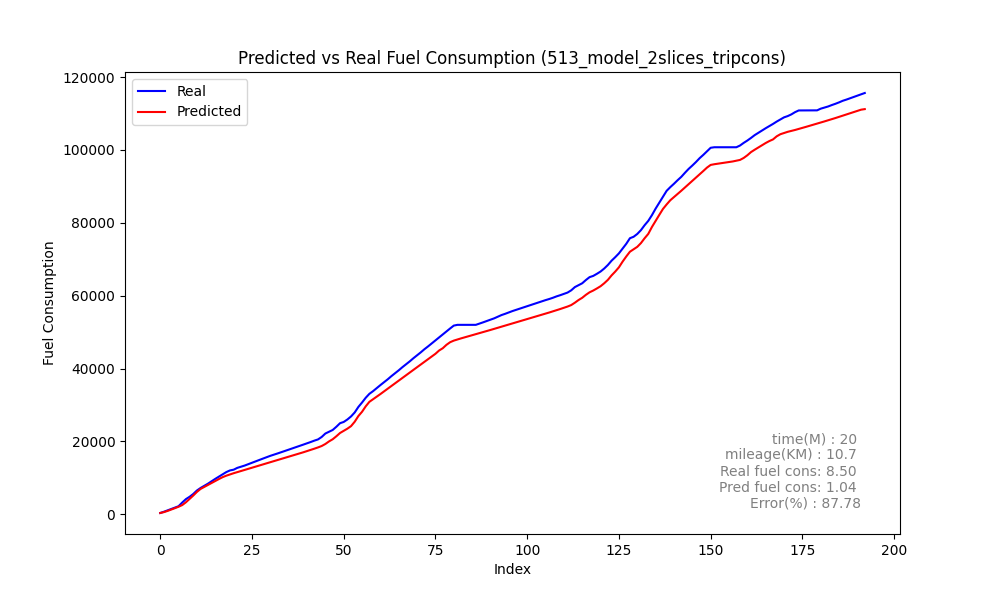 Predicted vs Real Fuel Consumption (513_model_2slices_tripcons)
Real
Predicted
120000
100000
80000
60000
40000
20000
0
Fuel Consumption
time(M) : 20
mileage(KM) : 10.7
Real fuel cons: 8.50
Pred fuel cons: 1.04
Error(%) : 87.78
0 25 50 75 100 125 150 175 200
Index